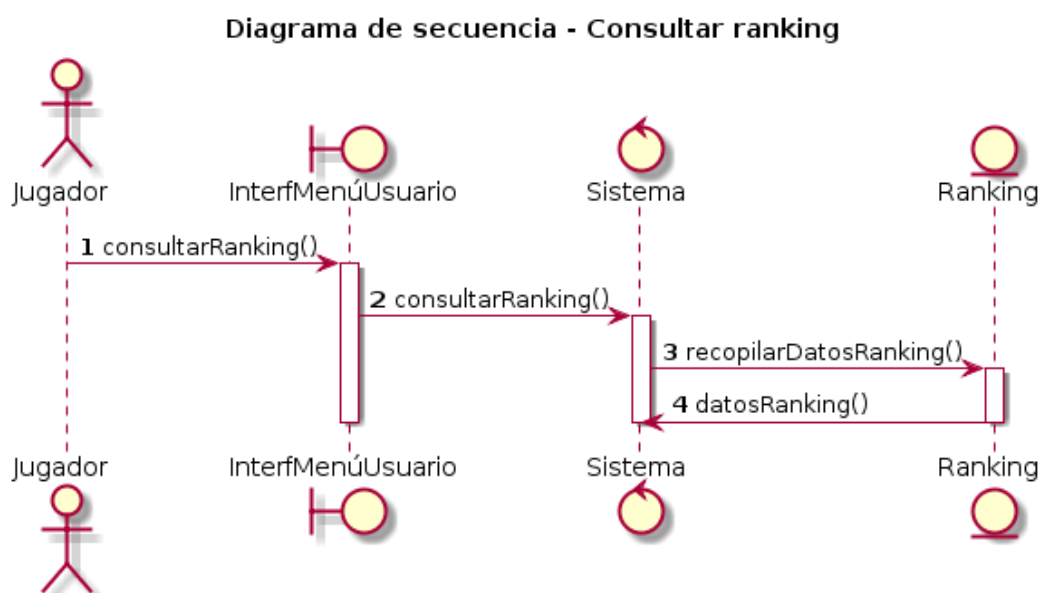 Diagrama de secuencia - Consultar ranking
Jugador InterfMenúUsuario Sistema Ranking
1 consultarRanking()
2 consultarRanking()
3 recopilarDatosRanking()
4 datosRanking()
Jugador InterfMenúUsuario Sistema Ranking